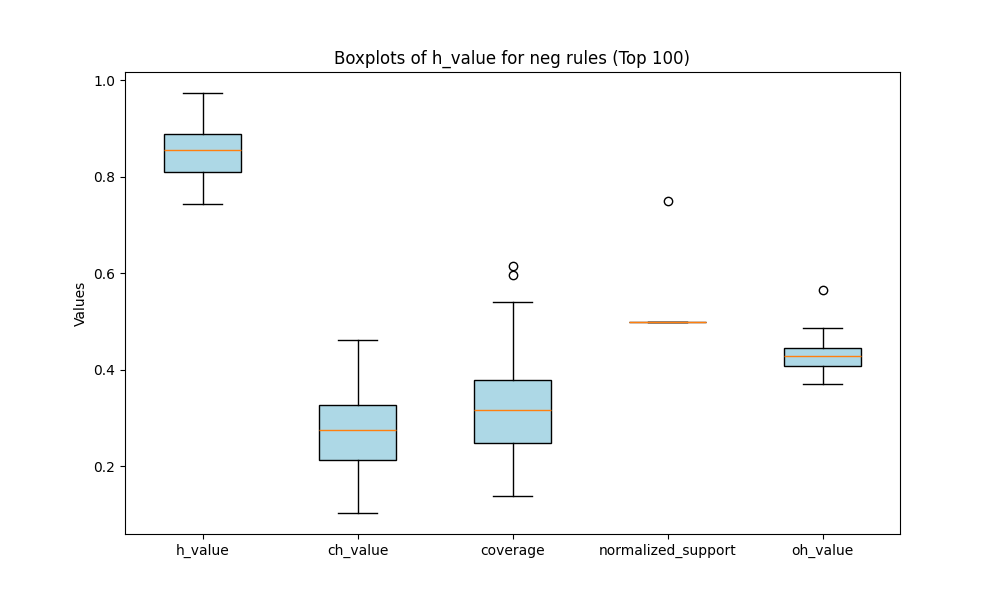 Boxplots of h_value for neg rules (Top 100)
Values
1.0
0.8
0.6
0.4
0.2
h_value
ch_value
coverage
normalized_support
oh_value